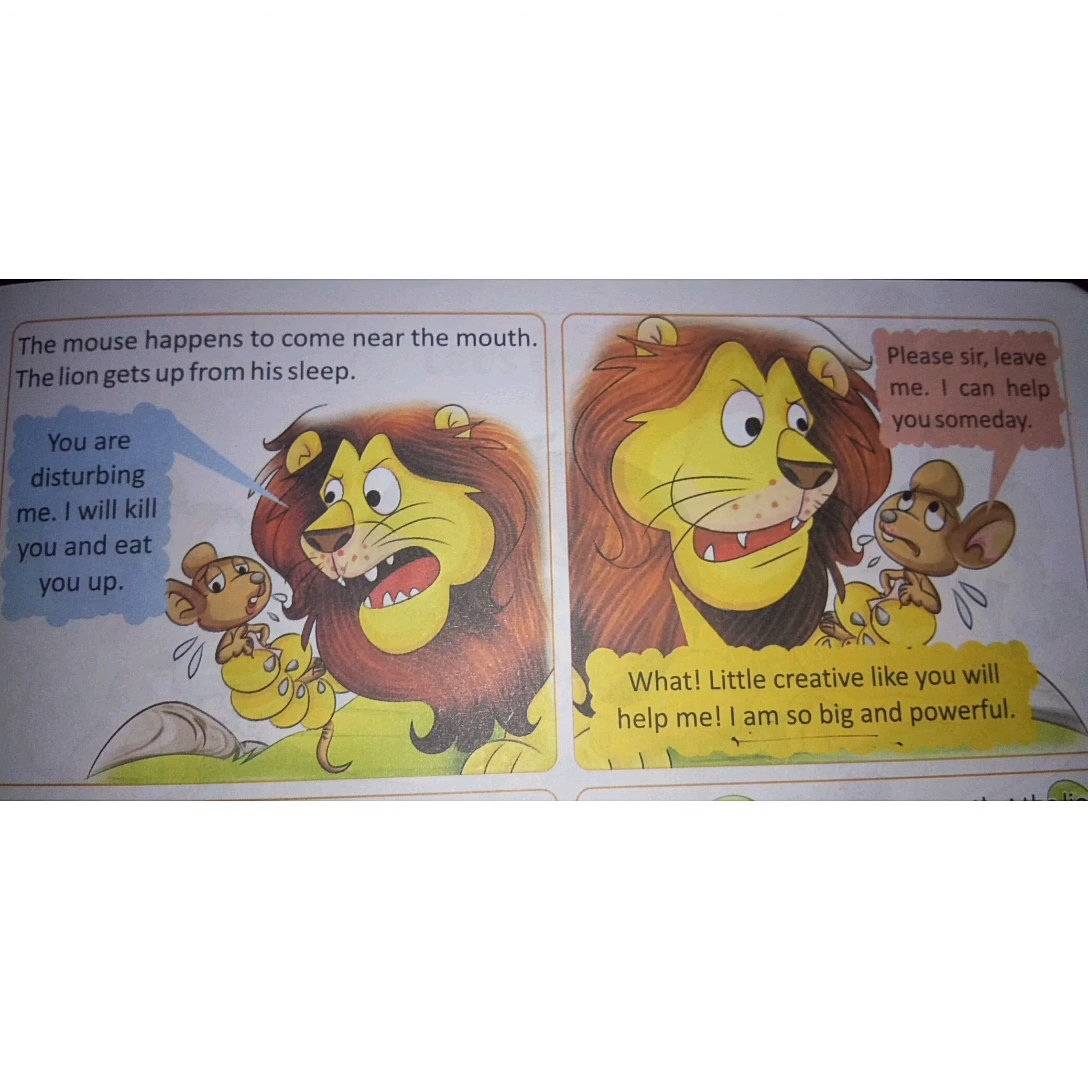 The mouse happens to come near the mouth.
The lion gets up from his sleep.
You are
disturbing
me. I will kill
you and eat
you up.
Please sir, leave
me. I can help
you someday.
What! Little creative like you will
help me! I am so big and powerful.